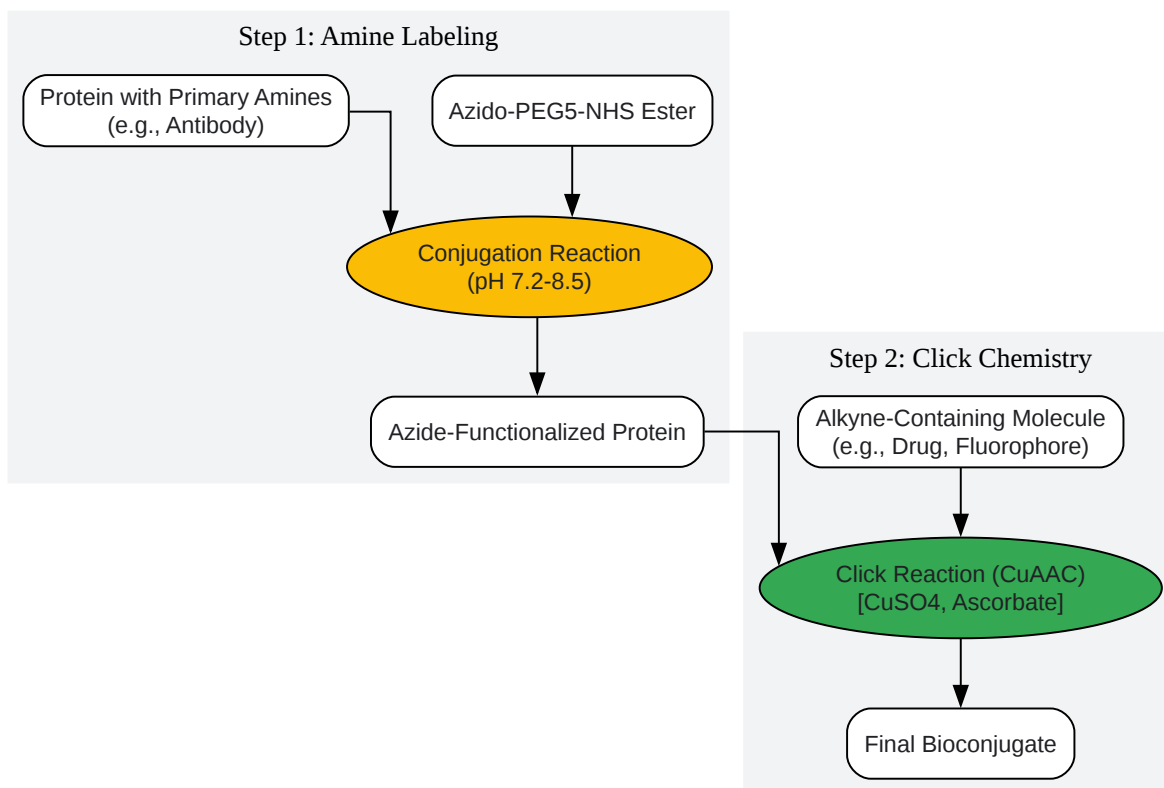 Step 1: Amine Labeling
Protein with Primary Amines
(e.g., Antibody)
Azido-PEG5-NHS Ester
Conjugation Reaction
(pH 7.2-8.5)
Azide-Functionalized Protein
Step 2: Click Chemistry
Alkyne-Containing Molecule
(e.g., Drug, Fluorophore)
Click Reaction (CuAAC)
[CuSO4, Ascorbate]
Final Bioconjugate